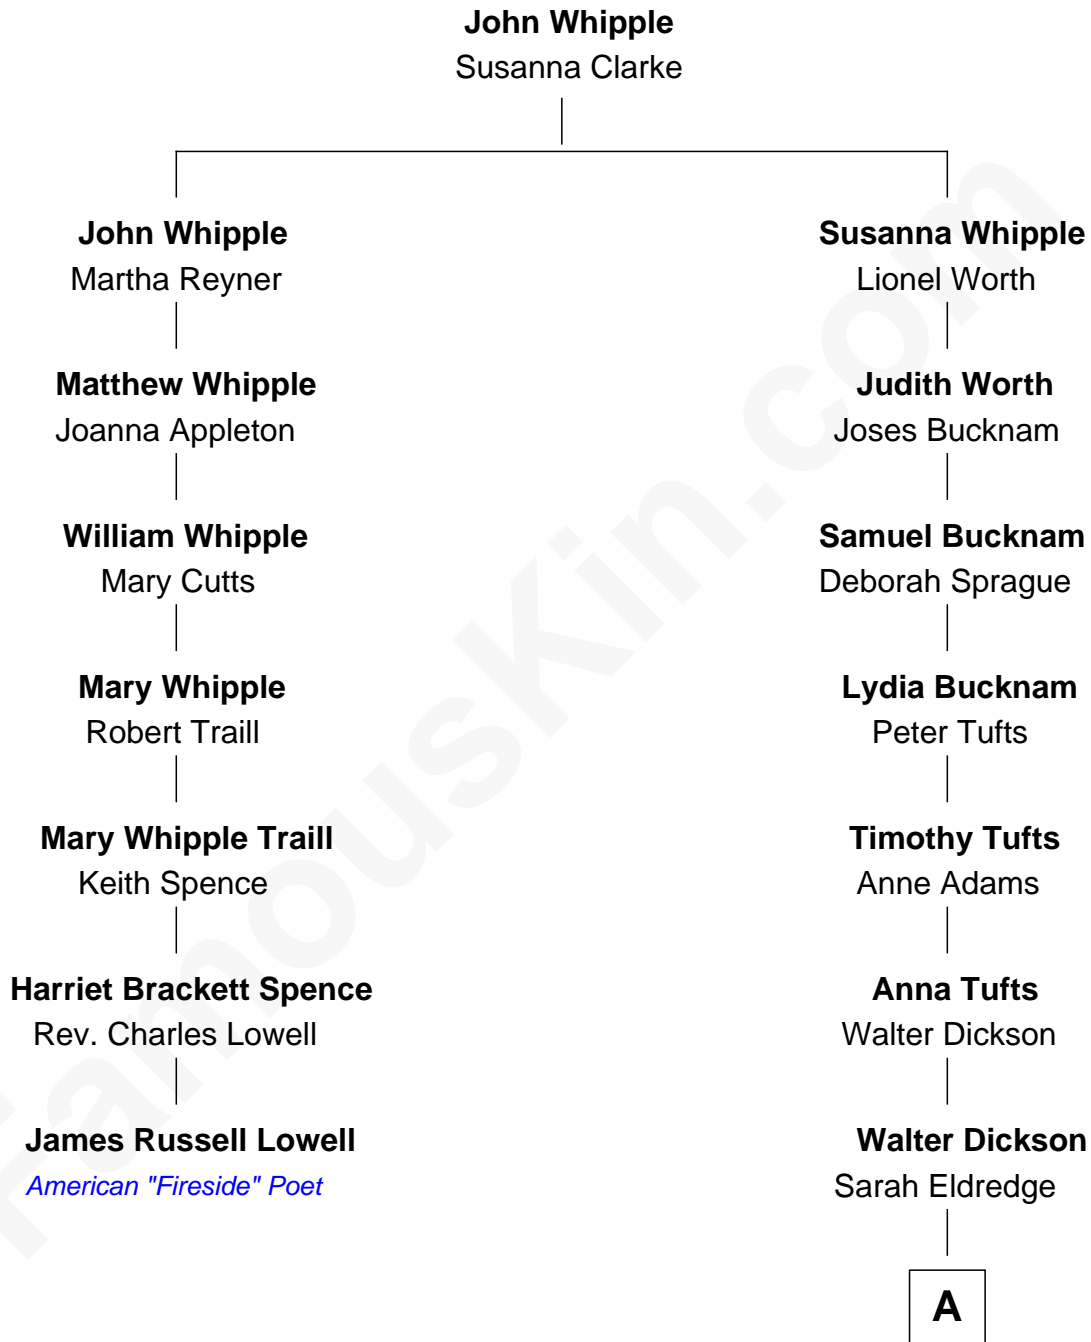 John Whipple
Susanna Clarke
John Whipple
Martha Reyner
Matthew Whipple
Joanna Appleton
William Whipple
Mary Cutts
Mary Whipple
Robert Traill
Mary Whipple Traill
Keith Spence
Harriet Brackett Spence
Rev. Charles Lowell
James Russell Lowell
American "Fireside" Poet
Susanna Whipple
Lionel Worth
Judith Worth
Joses Bucknam
Samuel Bucknam
Deborah Sprague
Lydia Bucknam
Peter Tufts
Timothy Tufts
Anne Adams
Anna Tufts
Walter Dickson
Walter Dickson
Sarah Eldredge
A
FamousKin.com